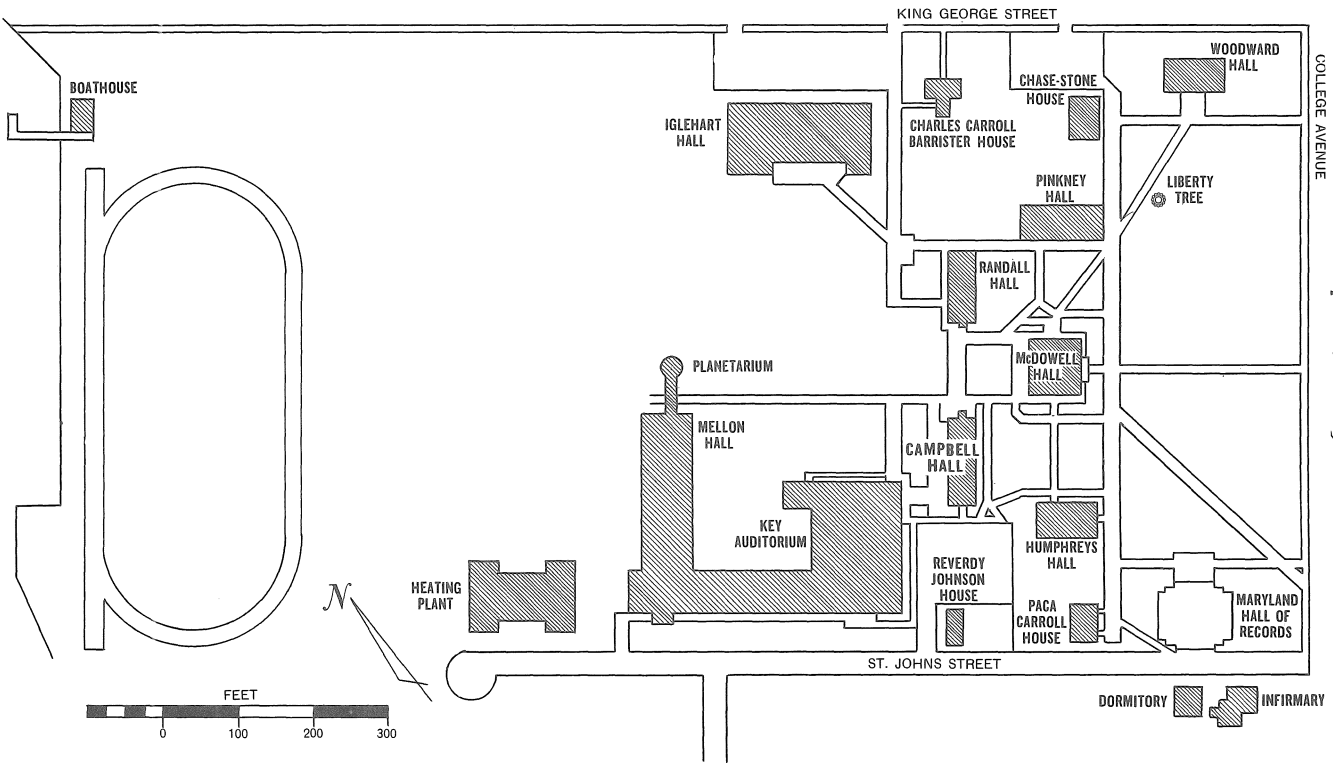 KING GEORGE STREET
COLLEGE AVENUE
WOODWARD
HALL
BOATHOUSE
CHASE-STONE
HOUSE
IGLEHART
HALL
CHARLES CARROLL
BARRISTER HOUSE
PINKNEY
HALL
LIBERTY
TREE
RANDALL
HALL
McDOWELL
HALL
PLANETARIUM
MELLON
HALL
CAMPBELL
HALL
KEY
AUDITORIUM
HUMPHREYS
HALL
REVERDY
JOHNSON
HOUSE
HEATING
PLANT
N
PACA
CARROLL
HOUSE
MARYLAND
HALL OF
RECORDS
ST. JOHNS STREET
DORMITORY
INFIRMARY
FEET
0 100 200 300